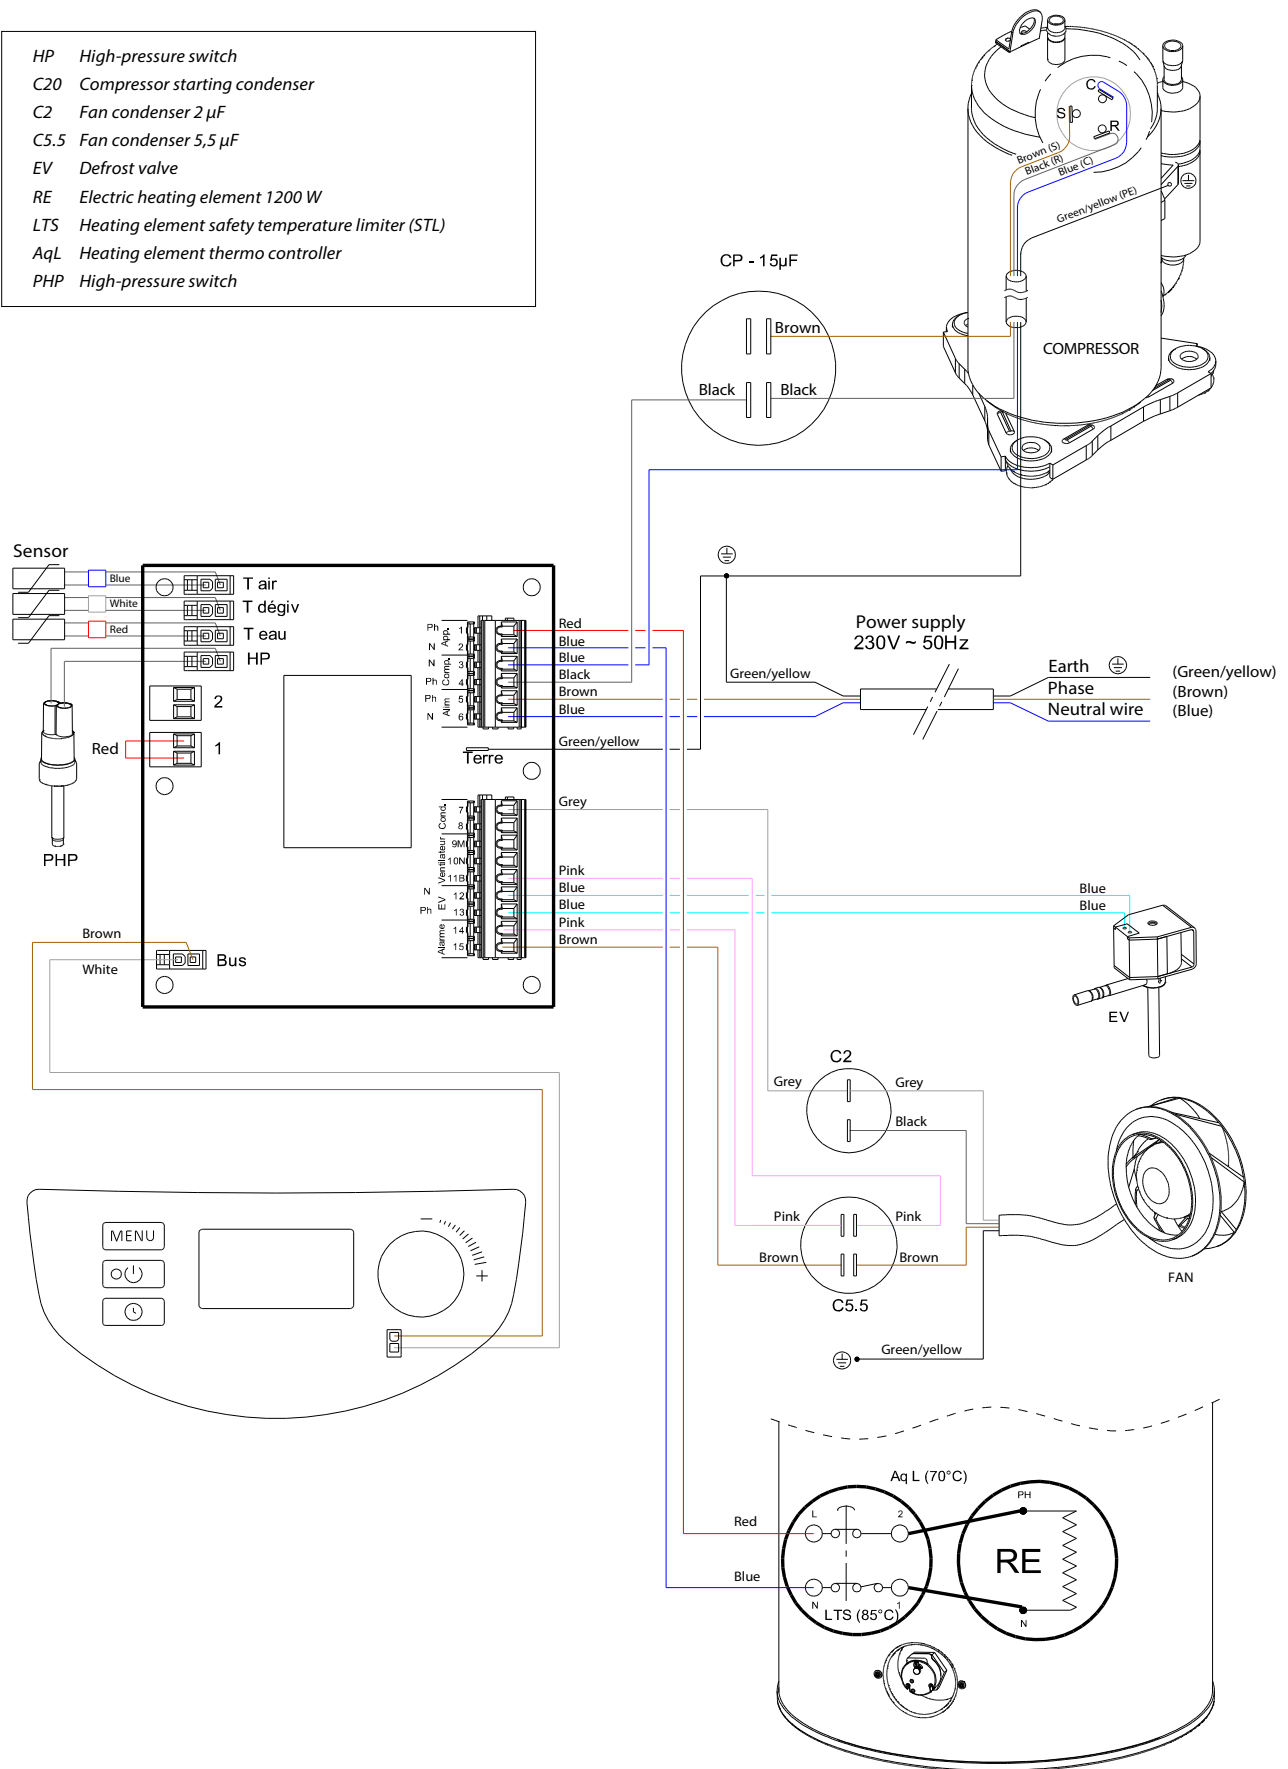 HP High-pressure switch
C20 Compressor starting condenser
C2 Fan condenser 2 µF
C5.5 Fan condenser 5,5 µF
EV Defrost valve
RE Electric heating element 1200 W
LTS Heating element safety temperature limiter (STL)
AqL Heating element thermo controller
PHP High-pressure switch
C
S
R
Brown (S)
Black (R)
Blue (C)
Green/yellow (PE)
COMPRESSOR
CP - 15µF
Brown
Black Black
Sensor
Blue T air
White T dégiv
Red T eau
HP
2
Red 1
PHP
Ph 1 Red
N 2 Blue
App.
N 3 Blue
Ph 4 Black
Comp.
Ph 5 Brown
N 6 Blue
Alim
Terre Green/yellow
Green/yellow
Power supply
230V ~ 50Hz
Earth (Green/yellow)
Phase (Brown)
Neutral wire (Blue)
7 Grey
8
Cond.
9M
10N
11B Pink
Ventilateur
N 12 Blue Blue
Ph 13 Blue Blue
EV
14 Pink
15 Brown
Alarme
EV
Brown
White
Bus
C2
Grey Grey
Black
Pink Pink
Brown Brown
C5.5
FAN
Green/yellow
MENU
− +
Aq L (70°C)
PH
Red L 2
RE
Blue N 1
LTS (85°C)
N